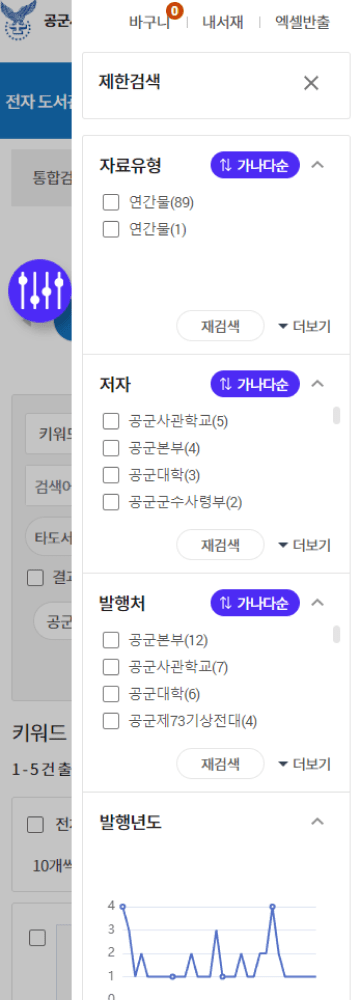 공군
바구니 0 내서재 엑셀반출
전자 도서관
제한검색
통합검
자료유형 가나다순
연간물(89)
연간물(1)
재검색 더보기
저자 가나다순
공군사관학교(5)
키워드
공군본부(4)
공군대학(3)
검색어
공군군수사령부(2)
타도서
재검색 더보기
결과
발행처 가나다순
공군
공군본부(12)
공군사관학교(7)
공군대학(6)
공군제73기상전대(4)
키워드
재검색 더보기
1 - 5 건 출
발행년도
전
10개씩
4
3
2
1
0